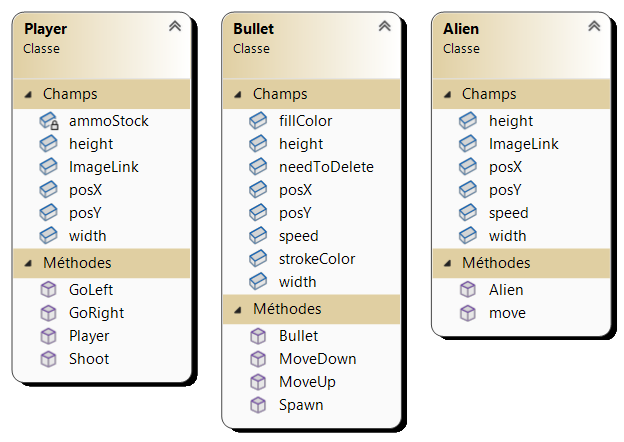 Player
Classe
Champs
ammoStock
height
ImageLink
posX
posY
width
Méthodes
GoLeft
GoRight
Player
Shoot
Bullet
Classe
Champs
fillColor
height
needToDelete
posX
posY
speed
strokeColor
width
Méthodes
Bullet
MoveDown
MoveUp
Spawn
Alien
Classe
Champs
height
ImageLink
posX
posY
speed
width
Méthodes
Alien
move